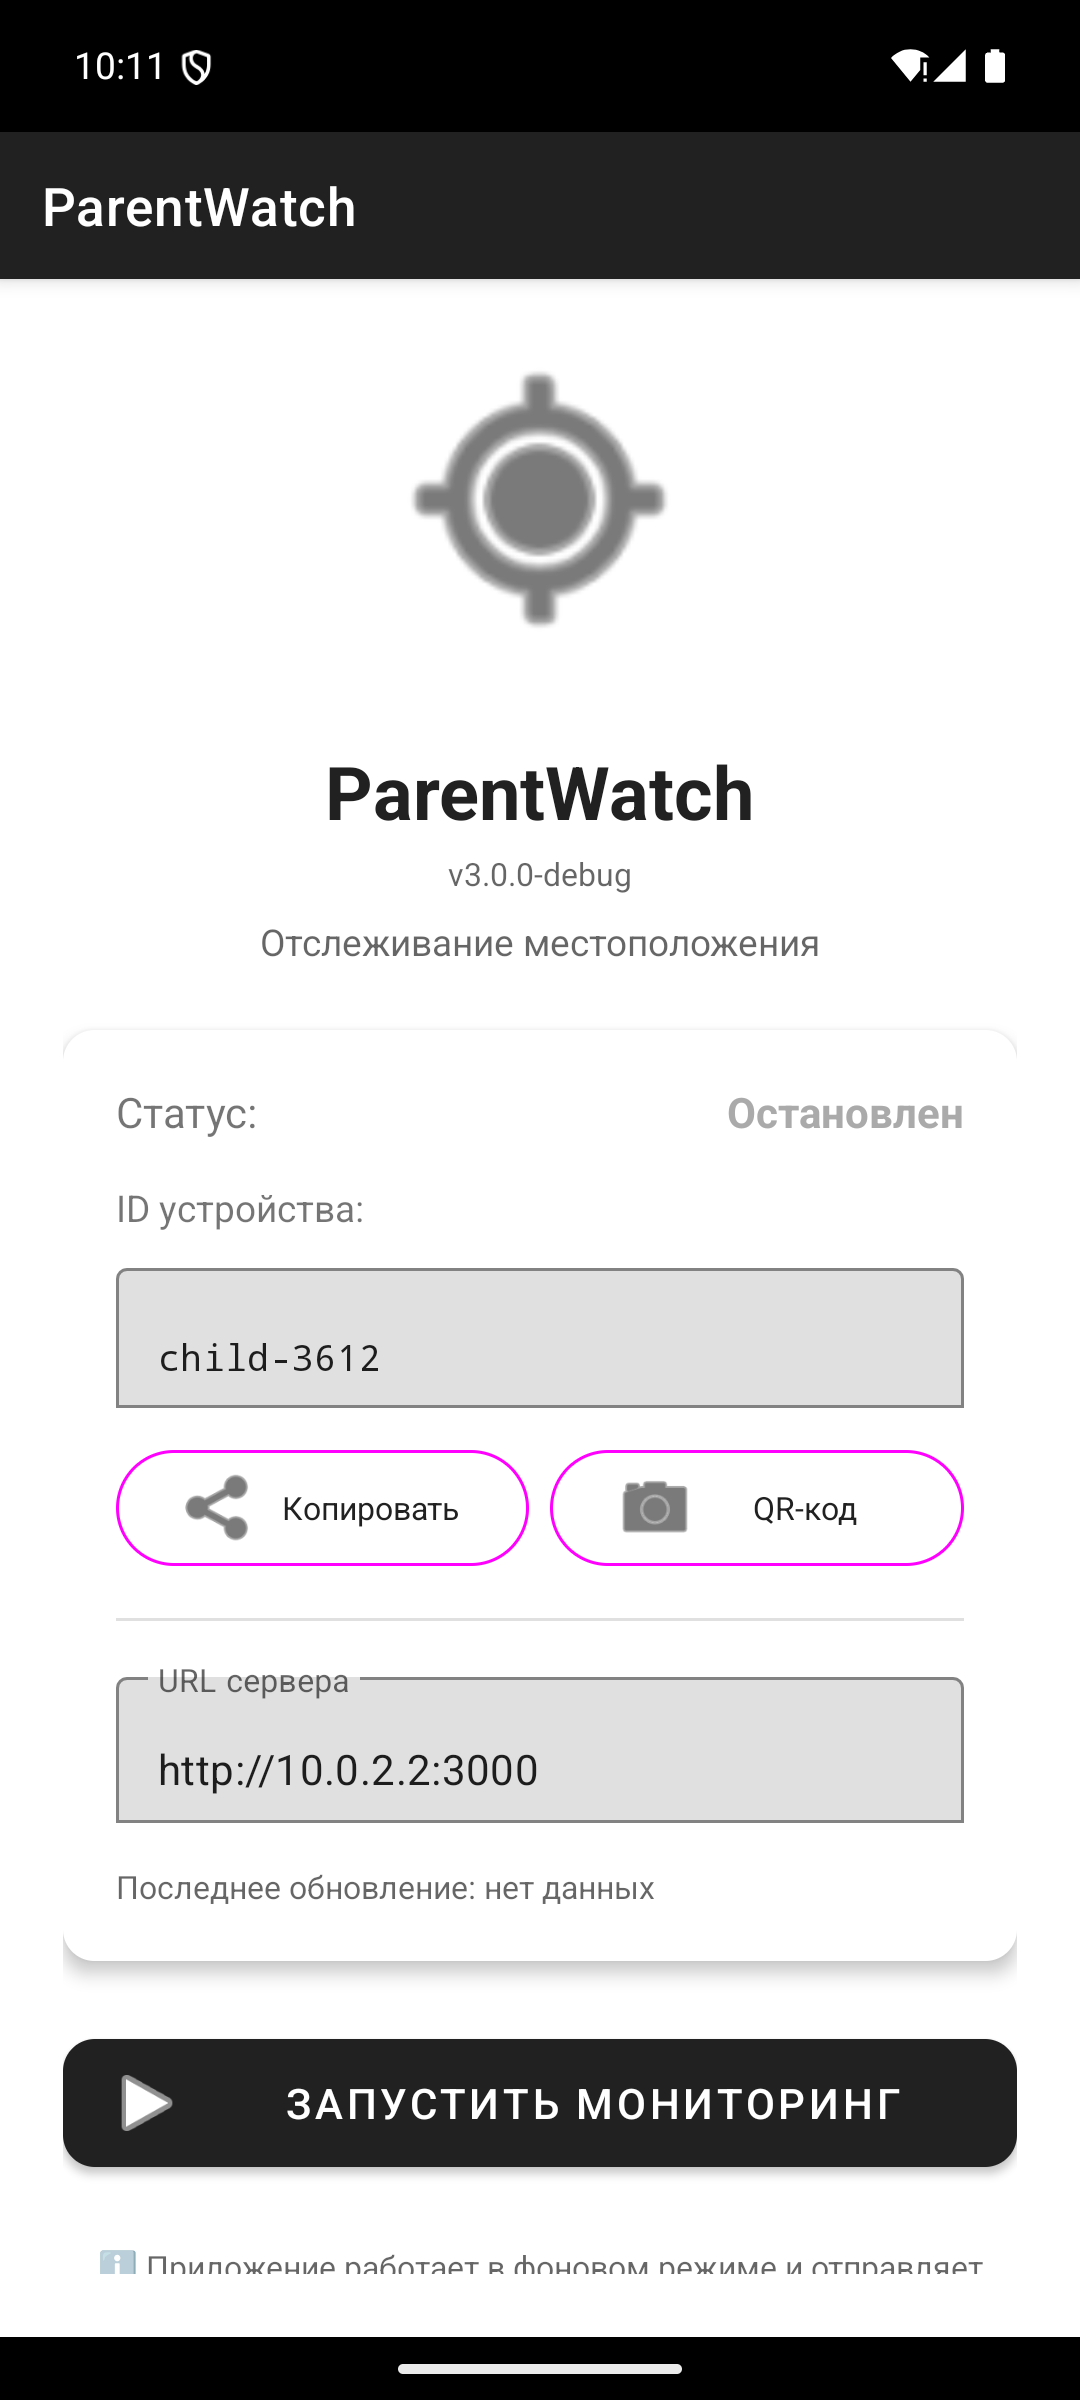 10:11
ParentWatch
ParentWatch
v3.0.0-debug
Отслеживание местоположения
Статус: Остановлен
ID устройства:
child-3612
Копировать QR-код
URL сервера
http://10.0.2.2:3000
Последнее обновление: нет данных
ЗАПУСТИТЬ МОНИТОРИНГ
ℹ️ Приложение работает в фоновом режиме и отправляет